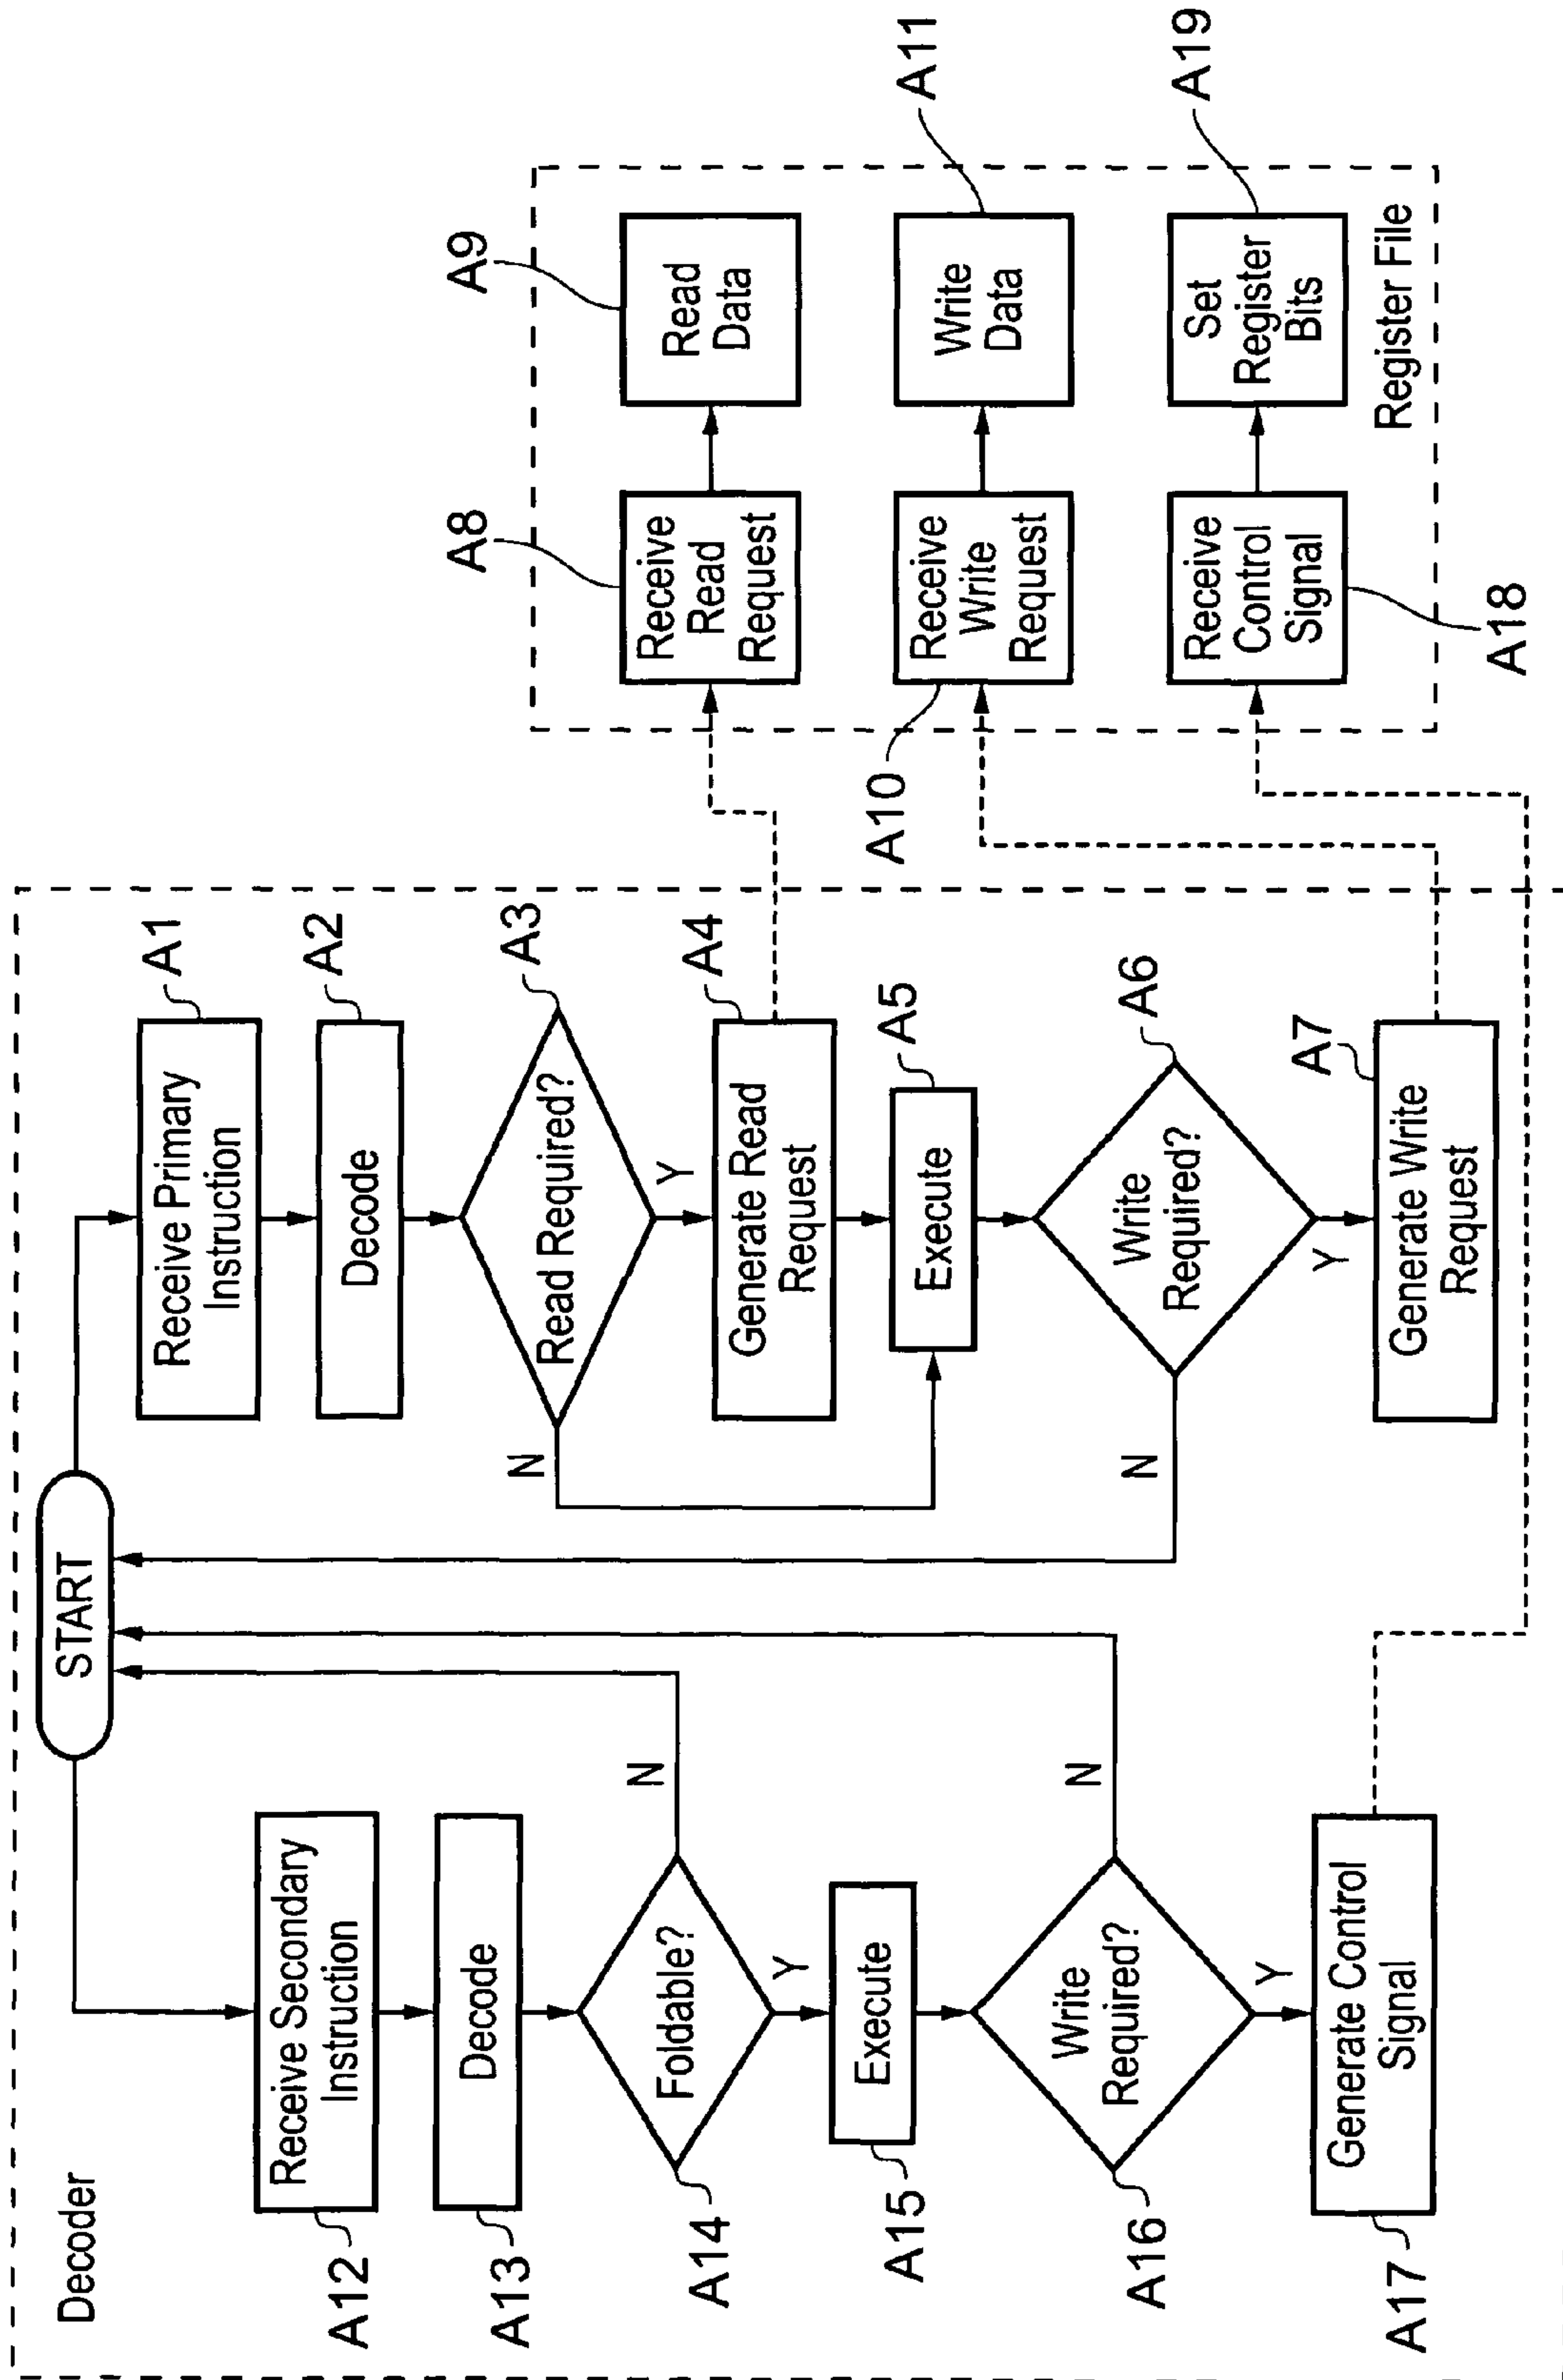 Decoder
START
A12
Receive Secondary
Instruction
A13
Decode
A14
Foldable?
N
Y
A15
Execute
A16
Write
Required?
N
Y
A17
Generate Control
Signal
Receive Primary
Instruction
A1
Decode
A2
Read Required?
A3
N
Y
Generate Read
Request
A4
Execute
A5
Write
Required?
A6
N
Y
Generate Write
Request
A7
A8
Receive
Read
Request
A9
Read
Data
A10
Receive
Write
Request
Write
Data
A11
Receive
Control
Signal
A18
Set
Register
Bits
A19
Register File